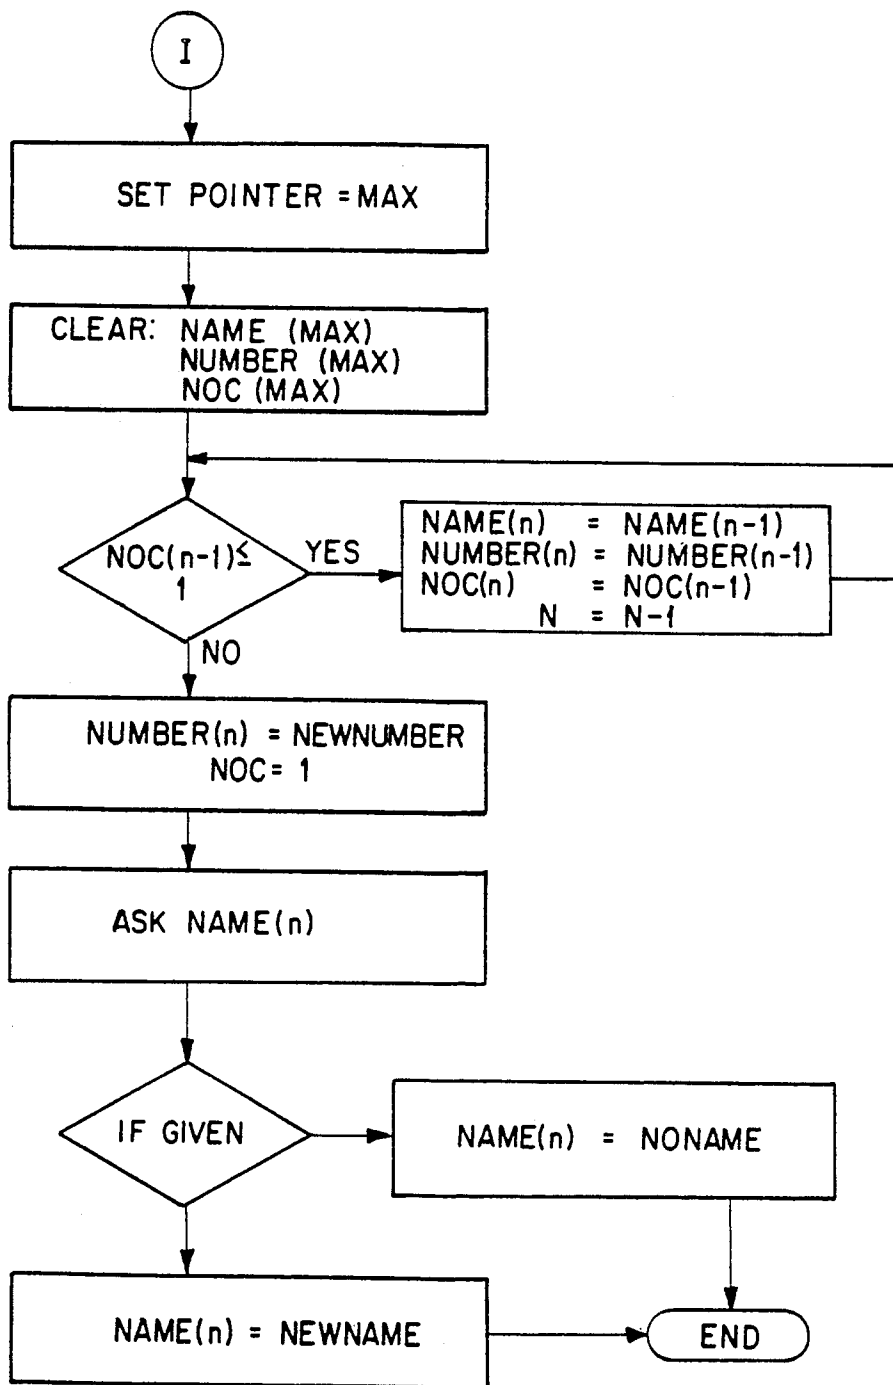 I
SET POINTER = MAX
CLEAR: NAME (MAX)
NUMBER (MAX)
NOC (MAX)
NOC(n-1)≤
1
YES
NAME(n) = NAME(n-1)
NUMBER(n) = NUMBER(n-1)
NOC(n) = NOC(n-1)
N = N-1
NO
NUMBER(n) = NEWNUMBER
NOC= 1
ASK NAME(n)
IF GIVEN
NAME(n) = NONAME
NAME(n) = NEWNAME
END